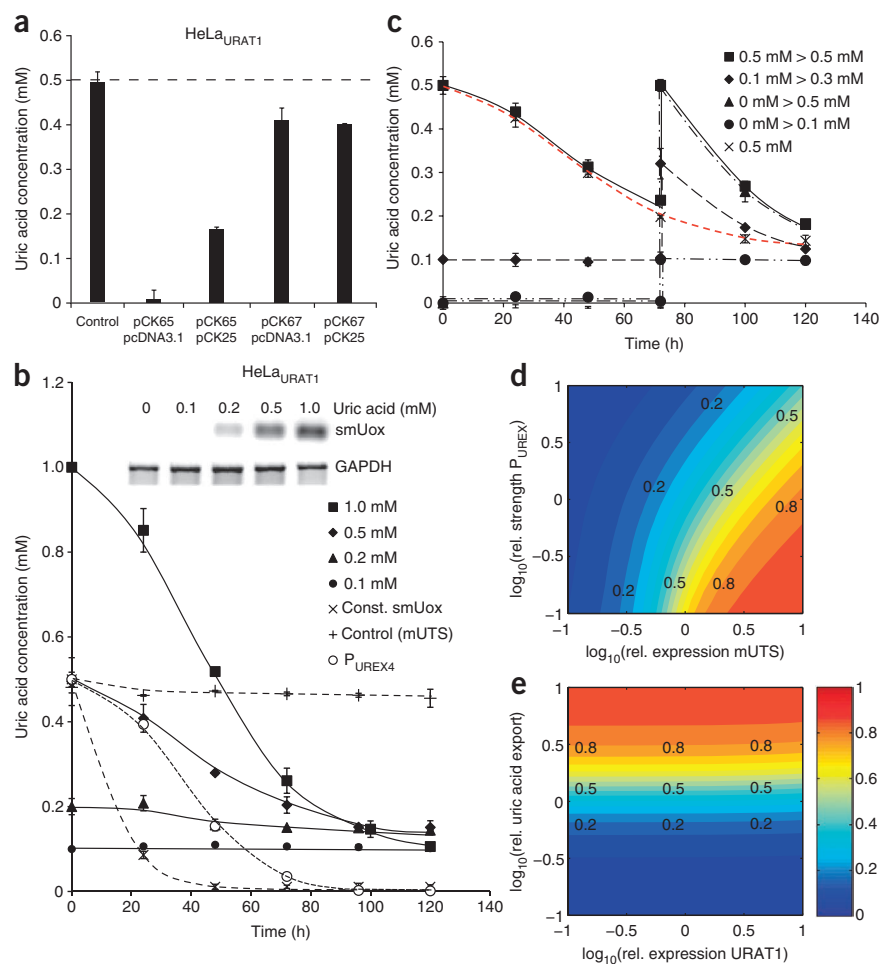 a
HeLaURAT1
Uric acid concentration (mM)
0.6
0.5
0.4
0.3
0.2
0.1
0
Control
pCK65 pcDNA3.1
pCK65 pCK25
pCK67 pcDNA3.1
pCK67 pCK25
c
Uric acid concentration (mM)
0.6
0.5
0.4
0.3
0.2
0.1
0
0 20 40 60 80 100 120 140
Time (h)
0.5 mM > 0.5 mM
0.1 mM > 0.3 mM
0 mM > 0.5 mM
0 mM > 0.1 mM
0.5 mM
b
HeLaURAT1
Uric acid concentration (mM)
1.2
1.0
0.8
0.6
0.4
0.2
0
0 20 40 60 80 100 120 140
Time (h)
0 0.1 0.2 0.5 1.0 Uric acid (mM)
smUox
GAPDH
1.0 mM
0.5 mM
0.2 mM
0.1 mM
Const. smUox
Control (mUTS)
PUREX4
d
log10(rel. strength PUREX)
1
0.5
0
-0.5
-1
0.2
0.5
0.2
0.5
0.8
0.2
0.5
0.8
-1 -0.5 0.0 0.5 1
log10(rel. expression mUTS)
e
log10(rel. uric acid export)
1
0.5
0
-0.5
-1
0.8 0.8 0.8
0.5 0.5 0.5
0.2 0.2 0.2
-1 -0.5 0.0 0.5 1
log10(rel. expression URAT1)
1
0.8
0.6
0.4
0.2
0